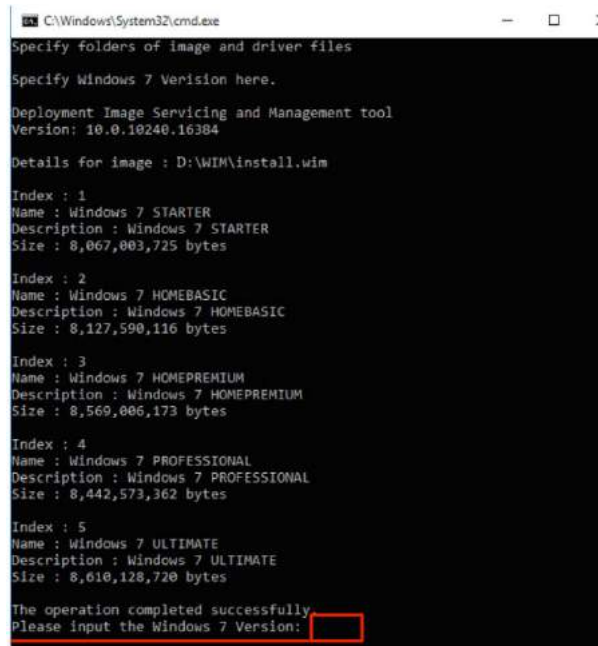 C:\Windows\System32\cmd.exe
Specify folders of image and driver files
Specify Windows 7 Verision here.
Deployment Image Servicing and Management tool
Version: 10.0.10240.16384
Details for image : D:\WIM\install.wim
Index : 1
Name : Windows 7 STARTER
Description : Windows 7 STARTER
Size : 8,067,003,725 bytes
Index : 2
Name : Windows 7 HOMEBASIC
Description : Windows 7 HOMEBASIC
Size : 8,127,590,116 bytes
Index : 3
Name : Windows 7 HOMEPREMIUM
Description : Windows 7 HOMEPREMIUM
Size : 8,569,006,173 bytes
Index : 4
Name : Windows 7 PROFESSIONAL
Description : Windows 7 PROFESSIONAL
Size : 8,442,573,362 bytes
Index : 5
Name : Windows 7 ULTIMATE
Description : Windows 7 ULTIMATE
Size : 8,610,128,720 bytes
The operation completed successfully.
Please input the Windows 7 Version: